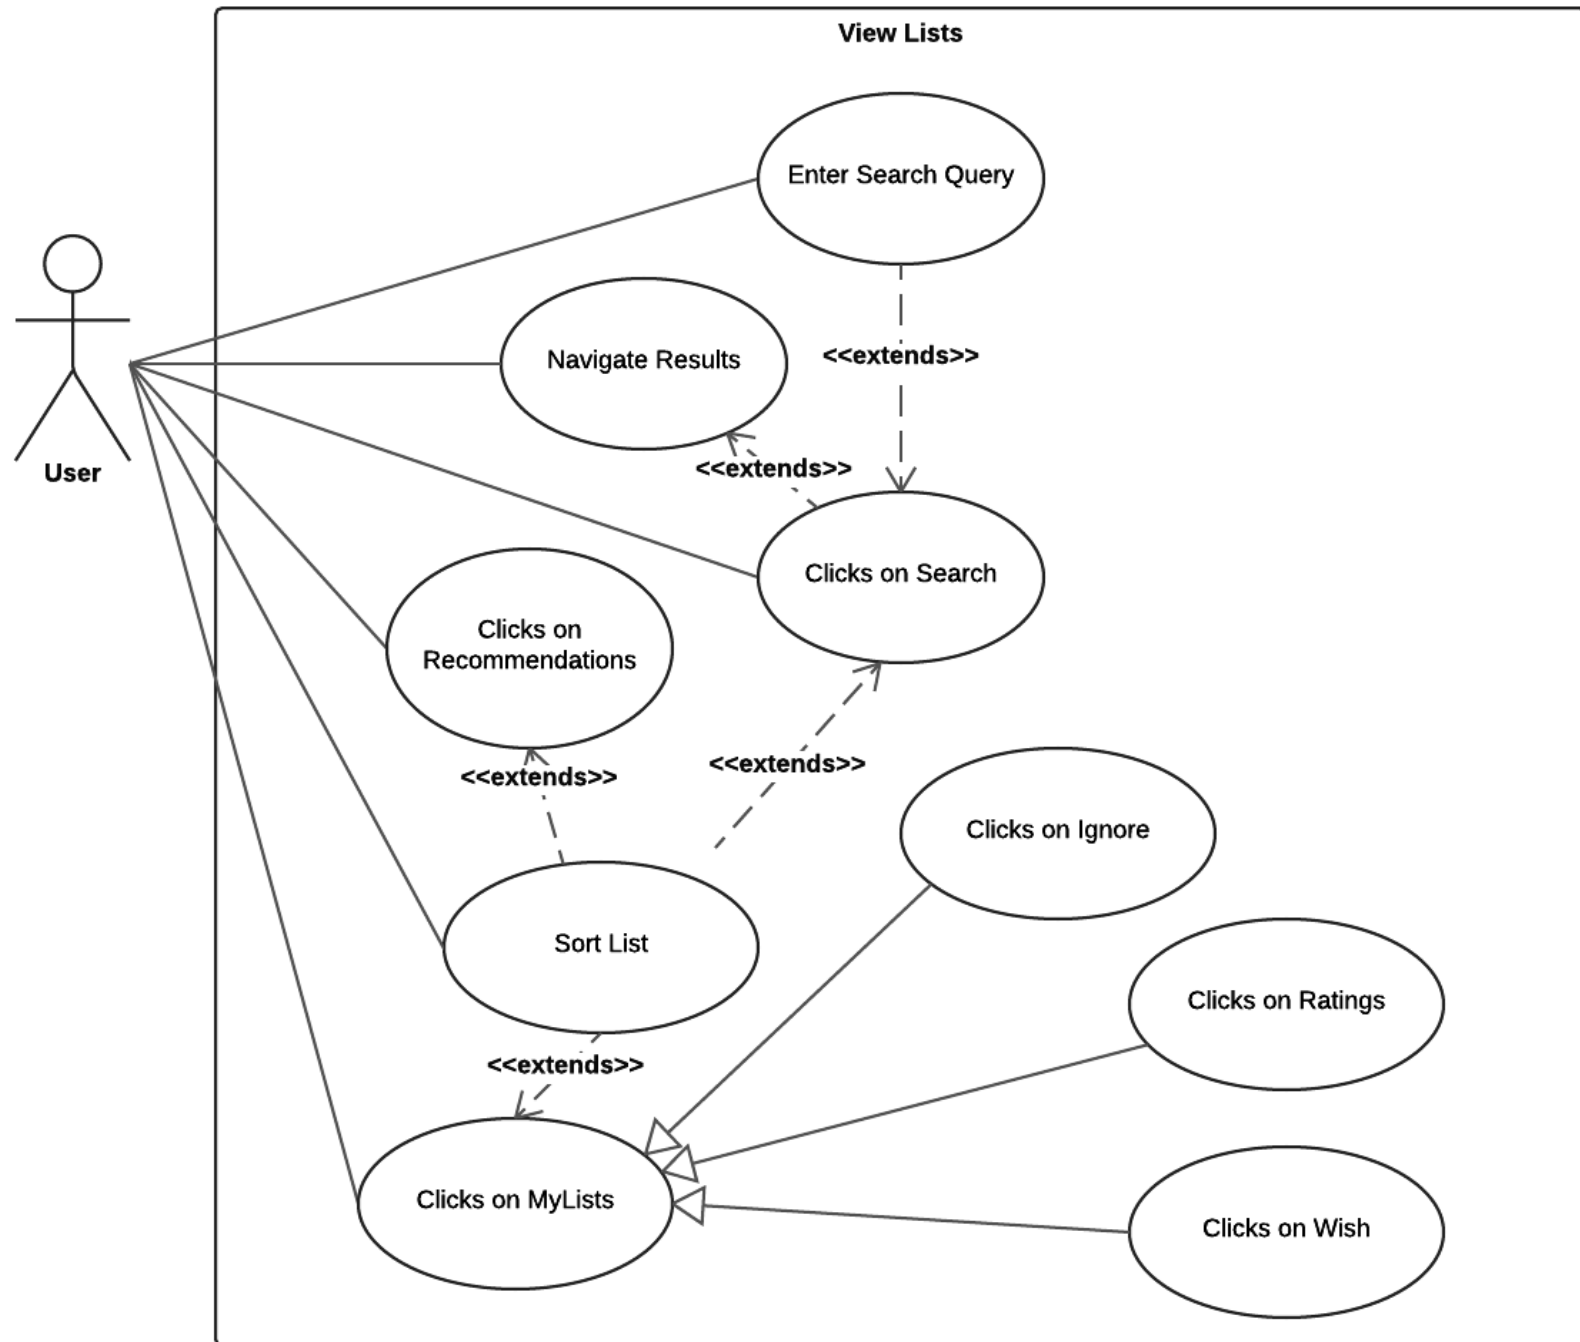 View Lists
Enter Search Query
<<extends>>
Navigate Results
<<extends>>
User
Clicks on Search
Clicks on
Recommendations
<<extends>>
<<extends>>
Clicks on Ignore
Sort List
Clicks on Ratings
<<extends>>
Clicks on MyLists
Clicks on Wish